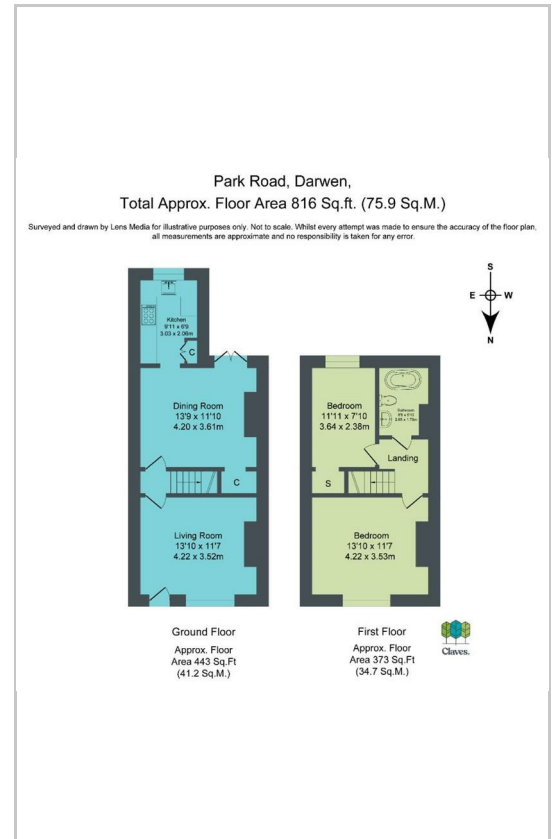 Park Road, Darwen,
Total Approx. Floor Area 816 Sq.ft. (75.9 Sq.M.)
Surveyed and drawn by Lens Media for illustrative purposes only. Not to scale. Whilst every attempt was made to ensure the accuracy of the floor plan,
all measurements are approximate and no responsibility is taken for any error.
S
E W
N
Kitchen
9'11 x 6'9
3.03 x 2.06m
C
Dining Room
13'9 x 11'10
4.20 x 3.61m
C
Living Room
13'10 x 11'7
4.22 x 3.52m
Ground Floor
Approx. Floor
Area 443 Sq.Ft
(41.2 Sq.M.)
Bedroom
11'11 x 7'10
3.64 x 2.38m
Bathroom
Landing
S
Bedroom
13'10 x 11'7
4.22 x 3.53m
First Floor
Approx. Floor
Area 373 Sq.Ft
(34.7 Sq.M.)
Claves.